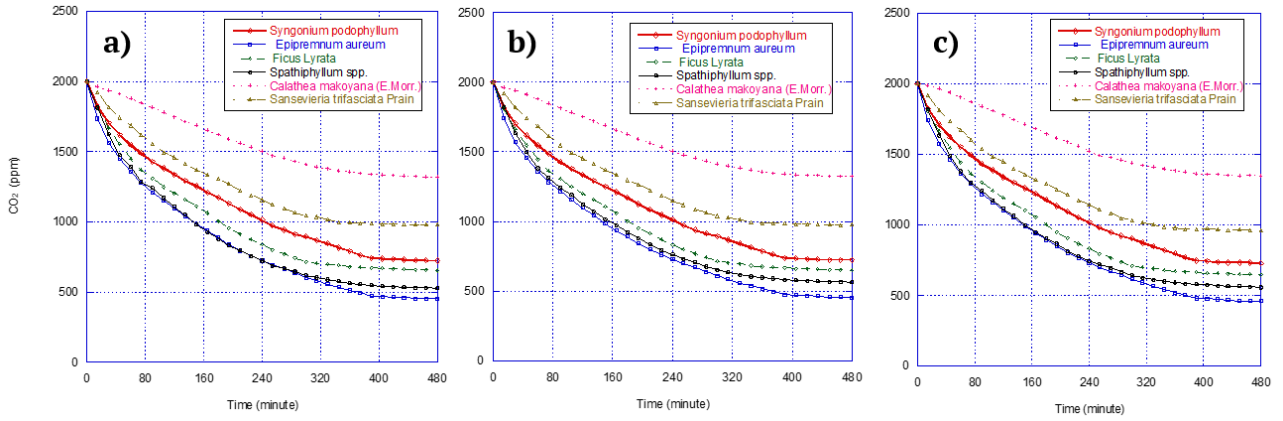 a)
Syngonium podophyllum
Epipremnum aureum
Ficus Lyrata
Spathiphyllum spp.
Calathea makoyana (E.Morr.)
Sansevieria trifasciata Prain
2500
2000
1500
1000
500
0
CO₂ (ppm)
0 80 160 240 320 400 480
Time (minute)
b)
Syngonium podophyllum
Epipremnum aureum
Ficus Lyrata
Spathiphyllum spp.
Calathea makoyana (E.Morr.)
Sansevieria trifasciata Prain
2500
2000
1500
1000
500
0
0 80 160 240 320 400 480
Time (minute)
c)
Syngonium podophyllum
Epipremnum aureum
Ficus Lyrata
Spathiphyllum spp.
Calathea makoyana (E.Morr.)
Sansevieria trifasciata Prain
2500
2000
1500
1000
500
0
0 80 160 240 320 400 480
Time (minute)